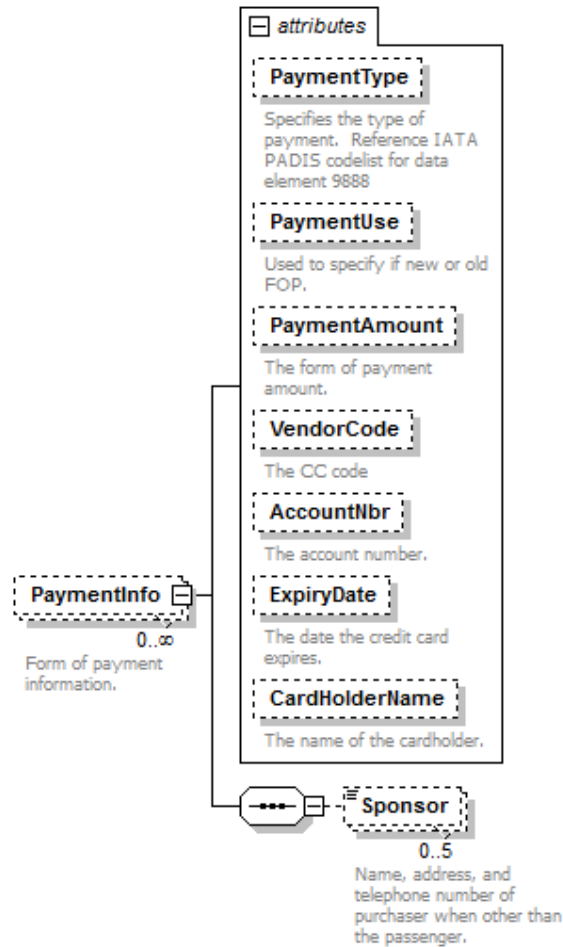 attributes
PaymentType
Specifies the type of
payment.  Reference IATA
PADIS codelist for data
element 9888
PaymentUse
Used to specify if new or old
FOP.
PaymentAmount
The form of payment
amount.
VendorCode
The CC code
AccountNbr
The account number.
ExpiryDate
The date the credit card
expires.
CardHolderName
The name of the cardholder.
PaymentInfo
0..∞
Form of payment
information.
Sponsor
0..5
Name, address, and
telephone number of
purchaser when other than
the passenger.